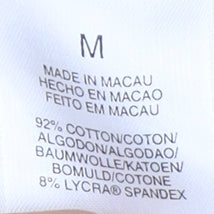 M
MADE IN MACAU
HECHO EN MACAO
FEITO EM MACAU
92% COTTON/COTON/
ALGODON/ALGODAO/
BAUMWOLLE/KATOEN/
BOMULD/COTONE
8% LYCRA® SPANDEX